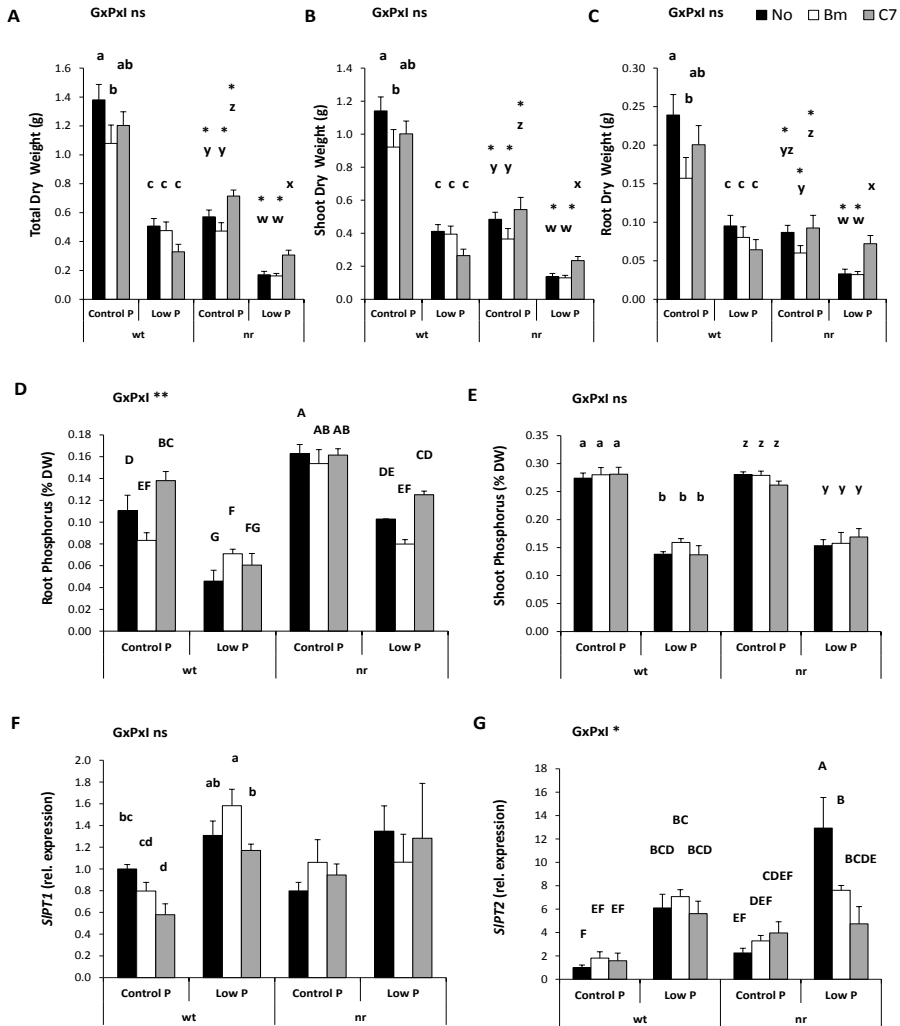 A GxPxI ns
B GxPxI ns
C GxPxI ns No Bm C7
Total Dry Weight (g)
1.6
1.4
1.2
1.0
0.8
0.6
0.4
0.2
0.0
a b ab
c c c
* y * y * z
* w * w x
Control P Low P Control P Low P
wt nr
Shoot Dry Weight (g)
1.4
1.2
1.0
0.8
0.6
0.4
0.2
0.0
a b ab
c c c
* y * y * z
* w * w x
Control P Low P Control P Low P
wt nr
Root Dry Weight (g)
0.30
0.25
0.20
0.15
0.10
0.05
0.00
a b ab
c c c
* yz * y * z
* w * w x
Control P Low P Control P Low P
wt nr
D GxPxI **
Root Phosphorus (% DW)
0.18
0.16
0.14
0.12
0.10
0.08
0.06
0.04
0.02
0.00
D EF BC
G F FG
A AB AB
DE EF CD
Control P Low P Control P Low P
wt nr
E GxPxI ns
Shoot Phosphorus (% DW)
0.35
0.30
0.25
0.20
0.15
0.10
0.05
0.00
a a a
b b b
z z z
y y y
Control P Low P Control P Low P
wt nr
F GxPxI ns
SlPT1 (rel. expression)
2.0
1.8
1.6
1.4
1.2
1.0
0.8
0.6
0.4
0.2
0.0
bc cd d
ab a b
Control P Low P Control P Low P
wt nr
G GxPxI *
SlPT2 (rel. expression)
18
16
14
12
10
8
6
4
2
0
F EF EF
BCD BC BCD
EF DEF CDEF
A B BCDE
Control P Low P Control P Low P
wt nr